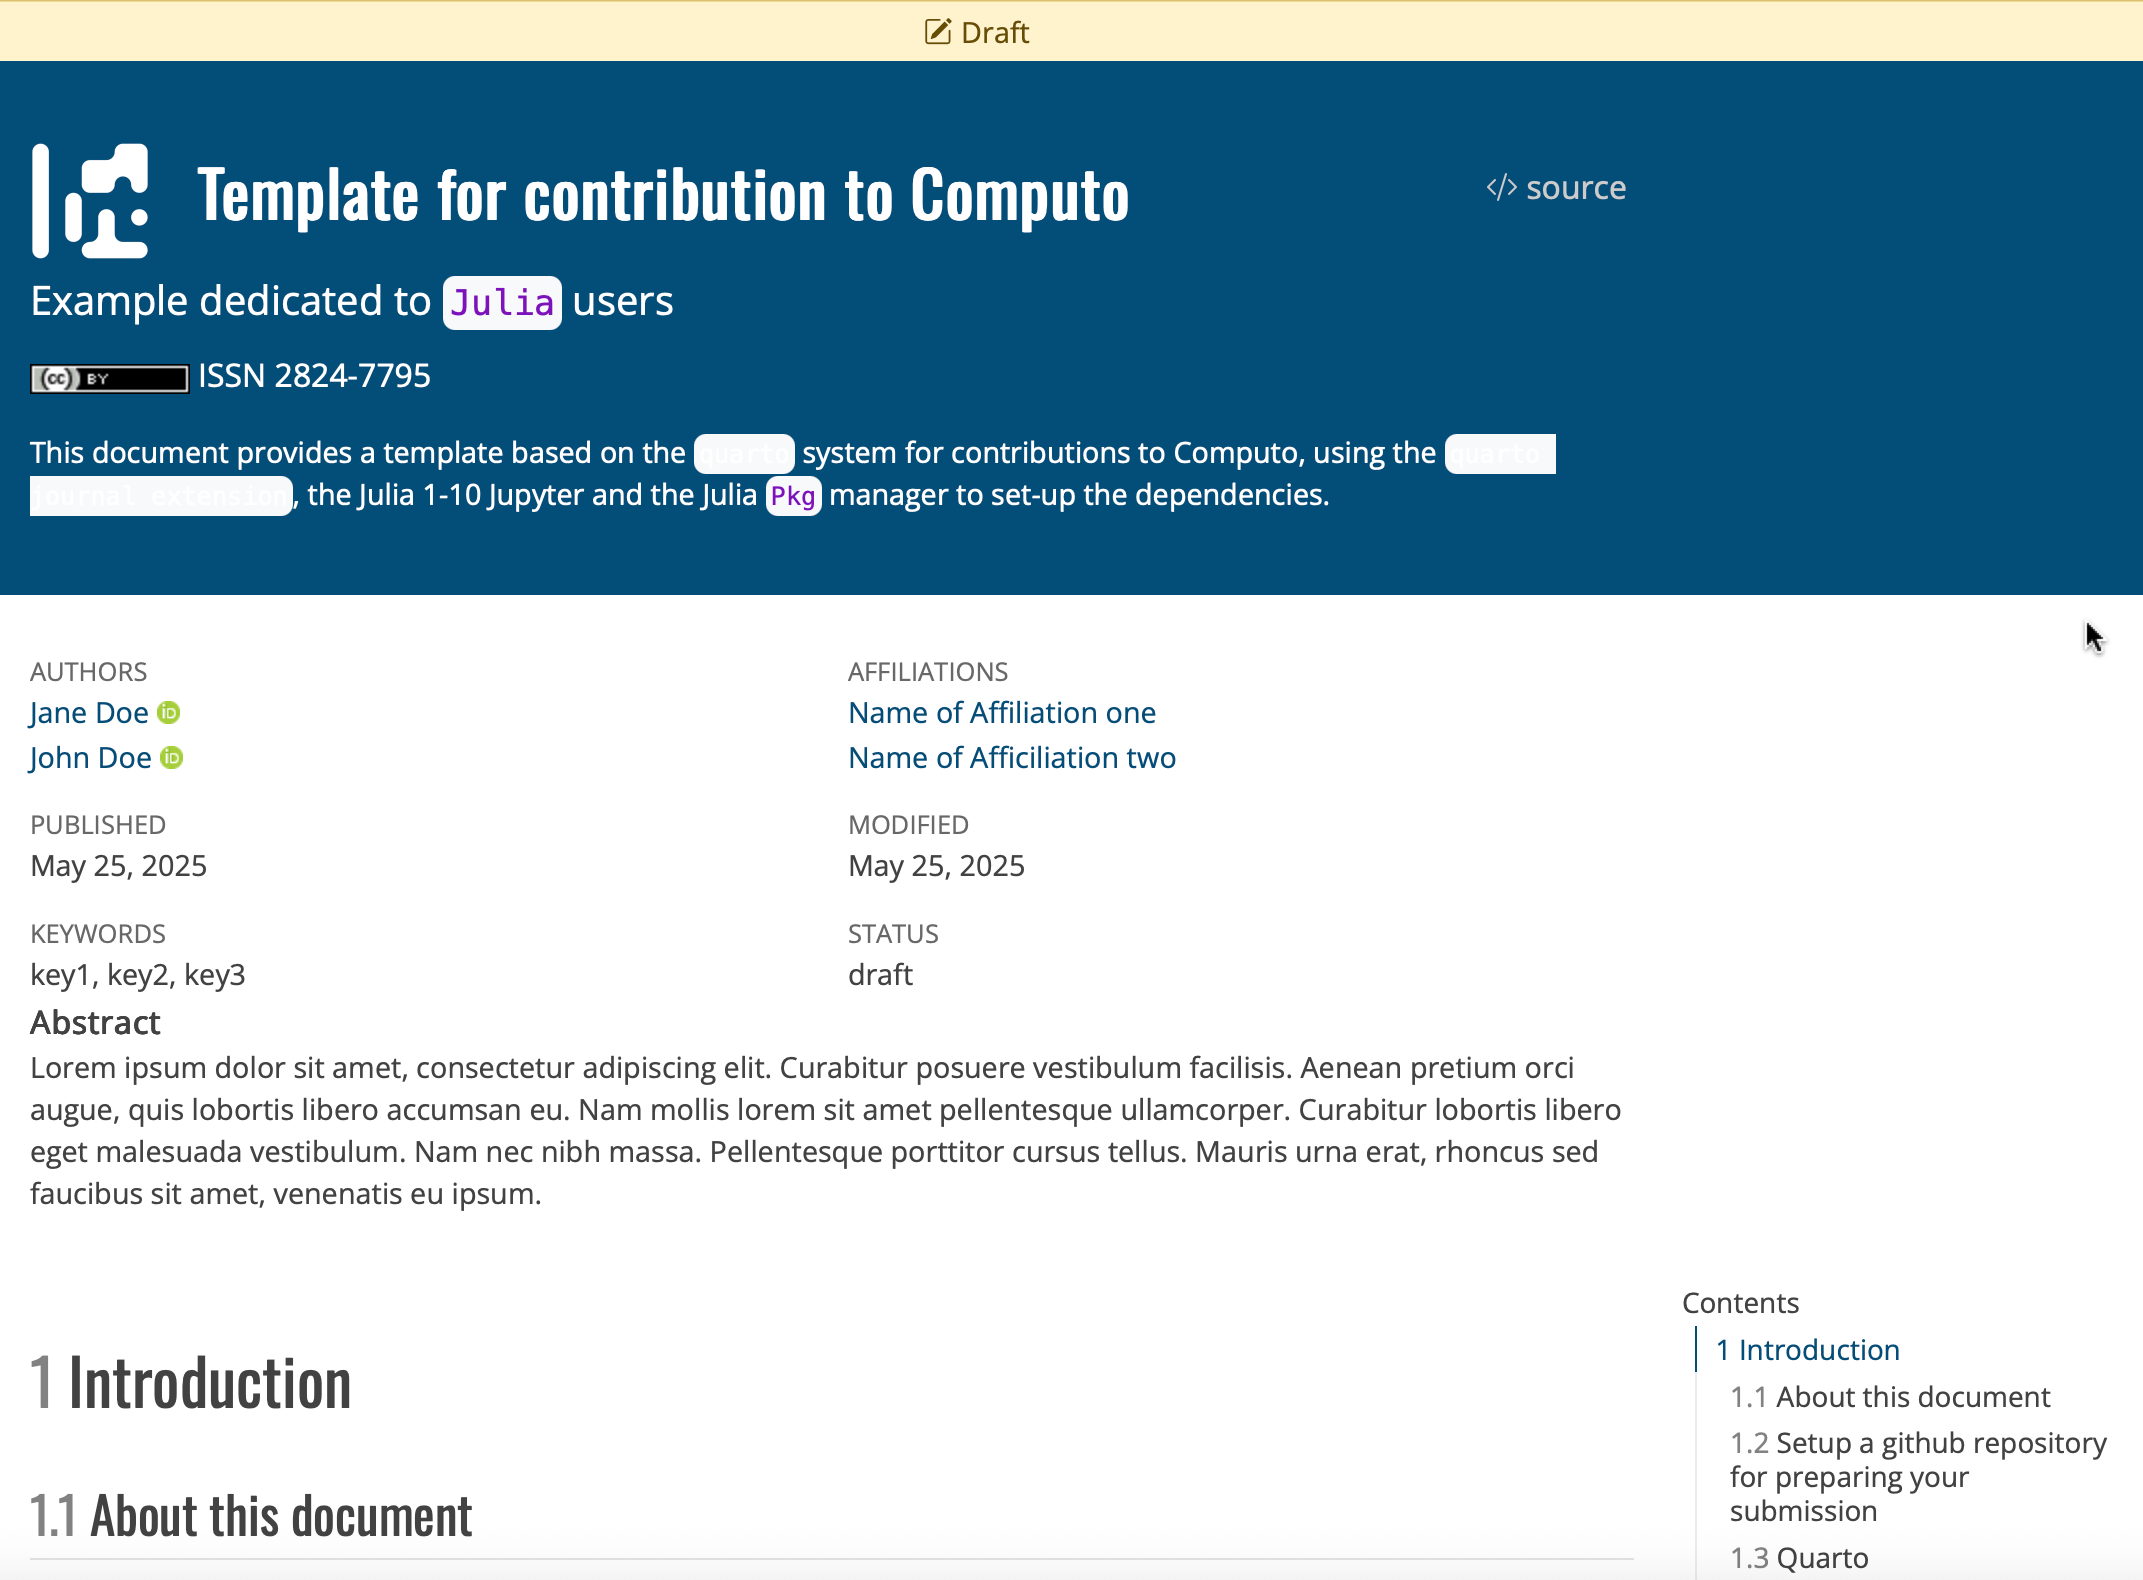 Draft
Template for contribution to Computo
</> source
Example dedicated to Julia users
cc BY ISSN 2824-7795
This document provides a template based on the quarto system for contributions to Computo, using the quarto
journal extension, the Julia 1-10 Jupyter and the Julia Pkg manager to set-up the dependencies.
AUTHORS
Jane Doe iD
John Doe iD
AFFILIATIONS
Name of Affiliation one
Name of Afficiliation two
PUBLISHED
May 25, 2025
MODIFIED
May 25, 2025
KEYWORDS
key1, key2, key3
STATUS
draft
Abstract
Lorem ipsum dolor sit amet, consectetur adipiscing elit. Curabitur posuere vestibulum facilisis. Aenean pretium orci
augue, quis lobortis libero accumsan eu. Nam mollis lorem sit amet pellentesque ullamcorper. Curabitur lobortis libero
eget malesuada vestibulum. Nam nec nibh massa. Pellentesque porttitor cursus tellus. Mauris urna erat, rhoncus sed
faucibus sit amet, venenatis eu ipsum.
1 Introduction
1.1 About this document
Contents
1 Introduction
1.1 About this document
1.2 Setup a github repository
for preparing your
submission
1.3 Quarto